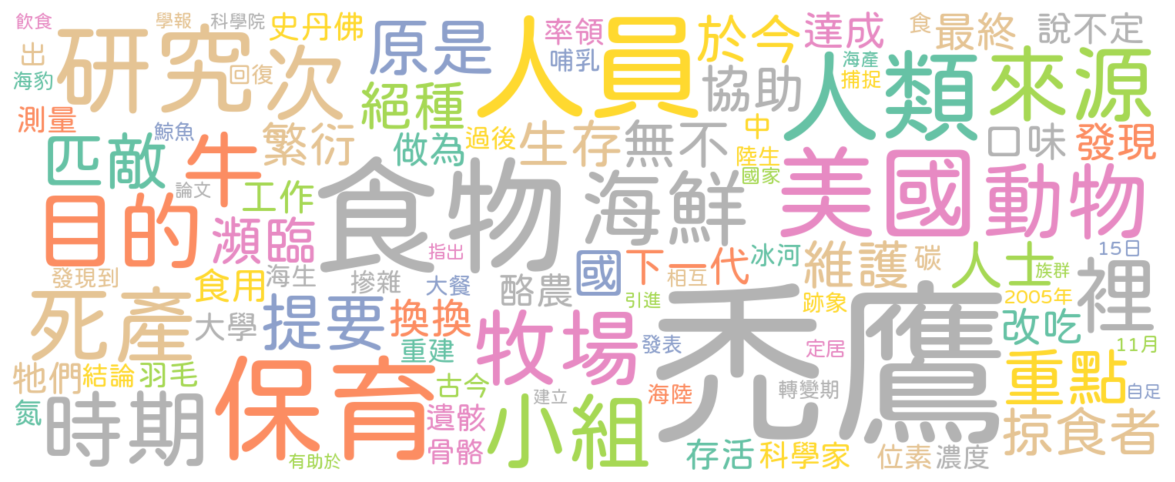 飲食
學報
科學院
史丹佛
原是
人員
率領
哺乳
於今
達成
食
最終
說不定
出
海豹
研究
次
回復
協助
海產
捕捉
人類
來源
測量
鯨魚
絕種
繁衍
過後
生存
無不
中
陸生
國家
口味
發現
匹敵
牛
做為
論文
工作
食物
海鮮
美國
動物
目的
瀕臨
指出
國
下一代
相互
冰河
維護
碳
人士
族群
15日
發現到
食用
海生
摻雜
大餐
酪農
引進
禿鷹
跡象
2005年
裡
死產
大學
提要
換換
重建
牧場
發表
定居
改吃
11月
牠們
結論
羽毛
古今
建立
海陸
轉變期
重點
自足
氮
時期
保育
遺骸
骨骼
小組
掠食者
有助於
存活
科學家
位素
濃度